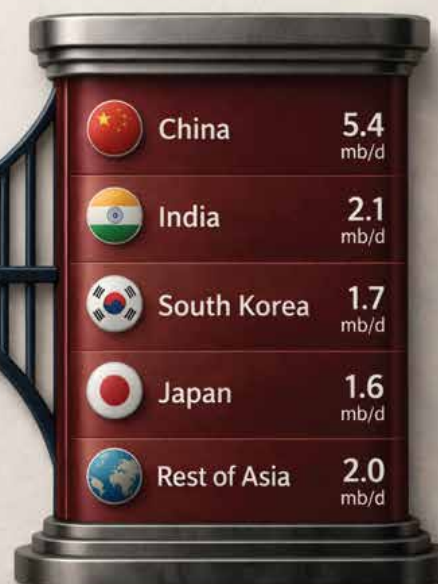 China
5.4
mb/d
India
2.1
mb/d
South Korea
1.7
mb/d
Japan
1.6
mb/d
Rest of Asia
2.0
mb/d